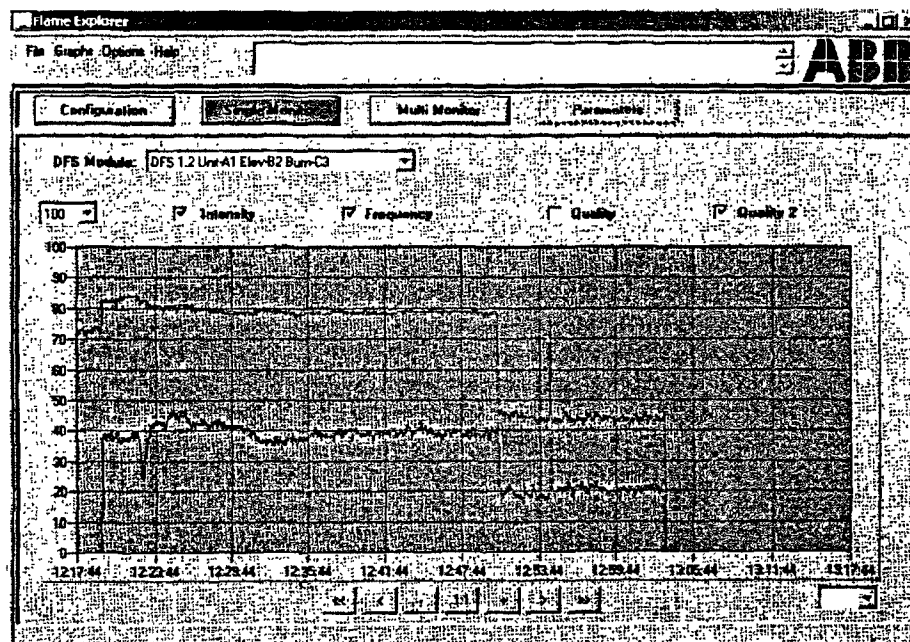 Flame Explorer
File Graphs Options Help
ABB
Configuration Single Monitor Multi Monitor Parameters
DFS Module: DFS 1.2 Unit-A1 Elev-B2 Burn-C3
100 Intensity Frequency Quality Quality 2
100
90
80
70
60
50
40
30
20
10
0
12:17:44 12:23:44 12:29:44 12:35:44 12:41:44 12:47:44 12:53:44 12:59:44 13:05:44 13:11:44 13:17:44